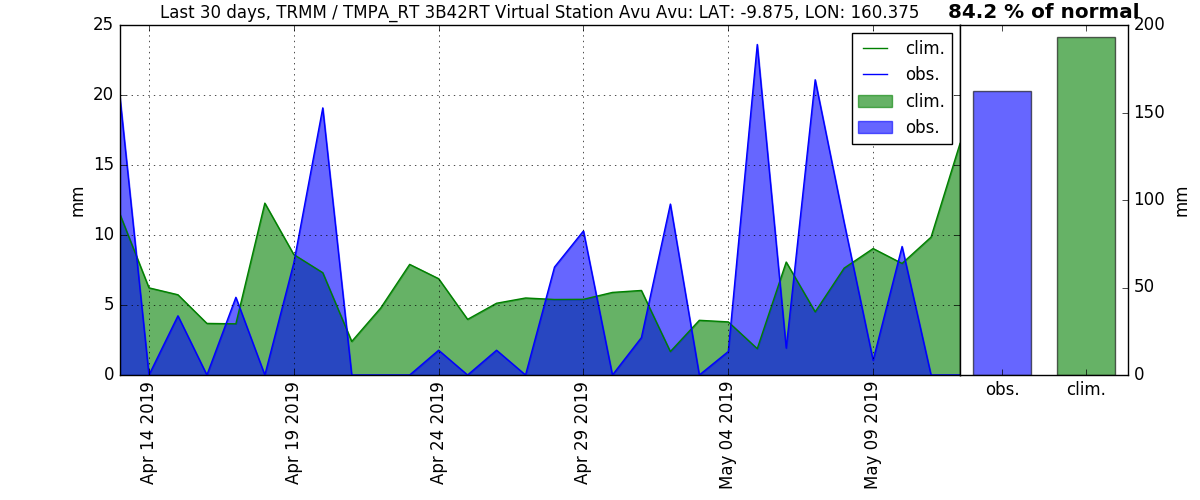 Last 30 days, TRMM / TMPA_RT 3B42RT Virtual Station Avu Avu: LAT: -9.875, LON: 160.375
84.2 % of normal
25
20
15
10
5
0
mm
clim.
obs.
clim.
obs.
Apr 14 2019
Apr 19 2019
Apr 24 2019
Apr 29 2019
May 04 2019
May 09 2019
200
150
100
50
0
mm
obs.
clim.